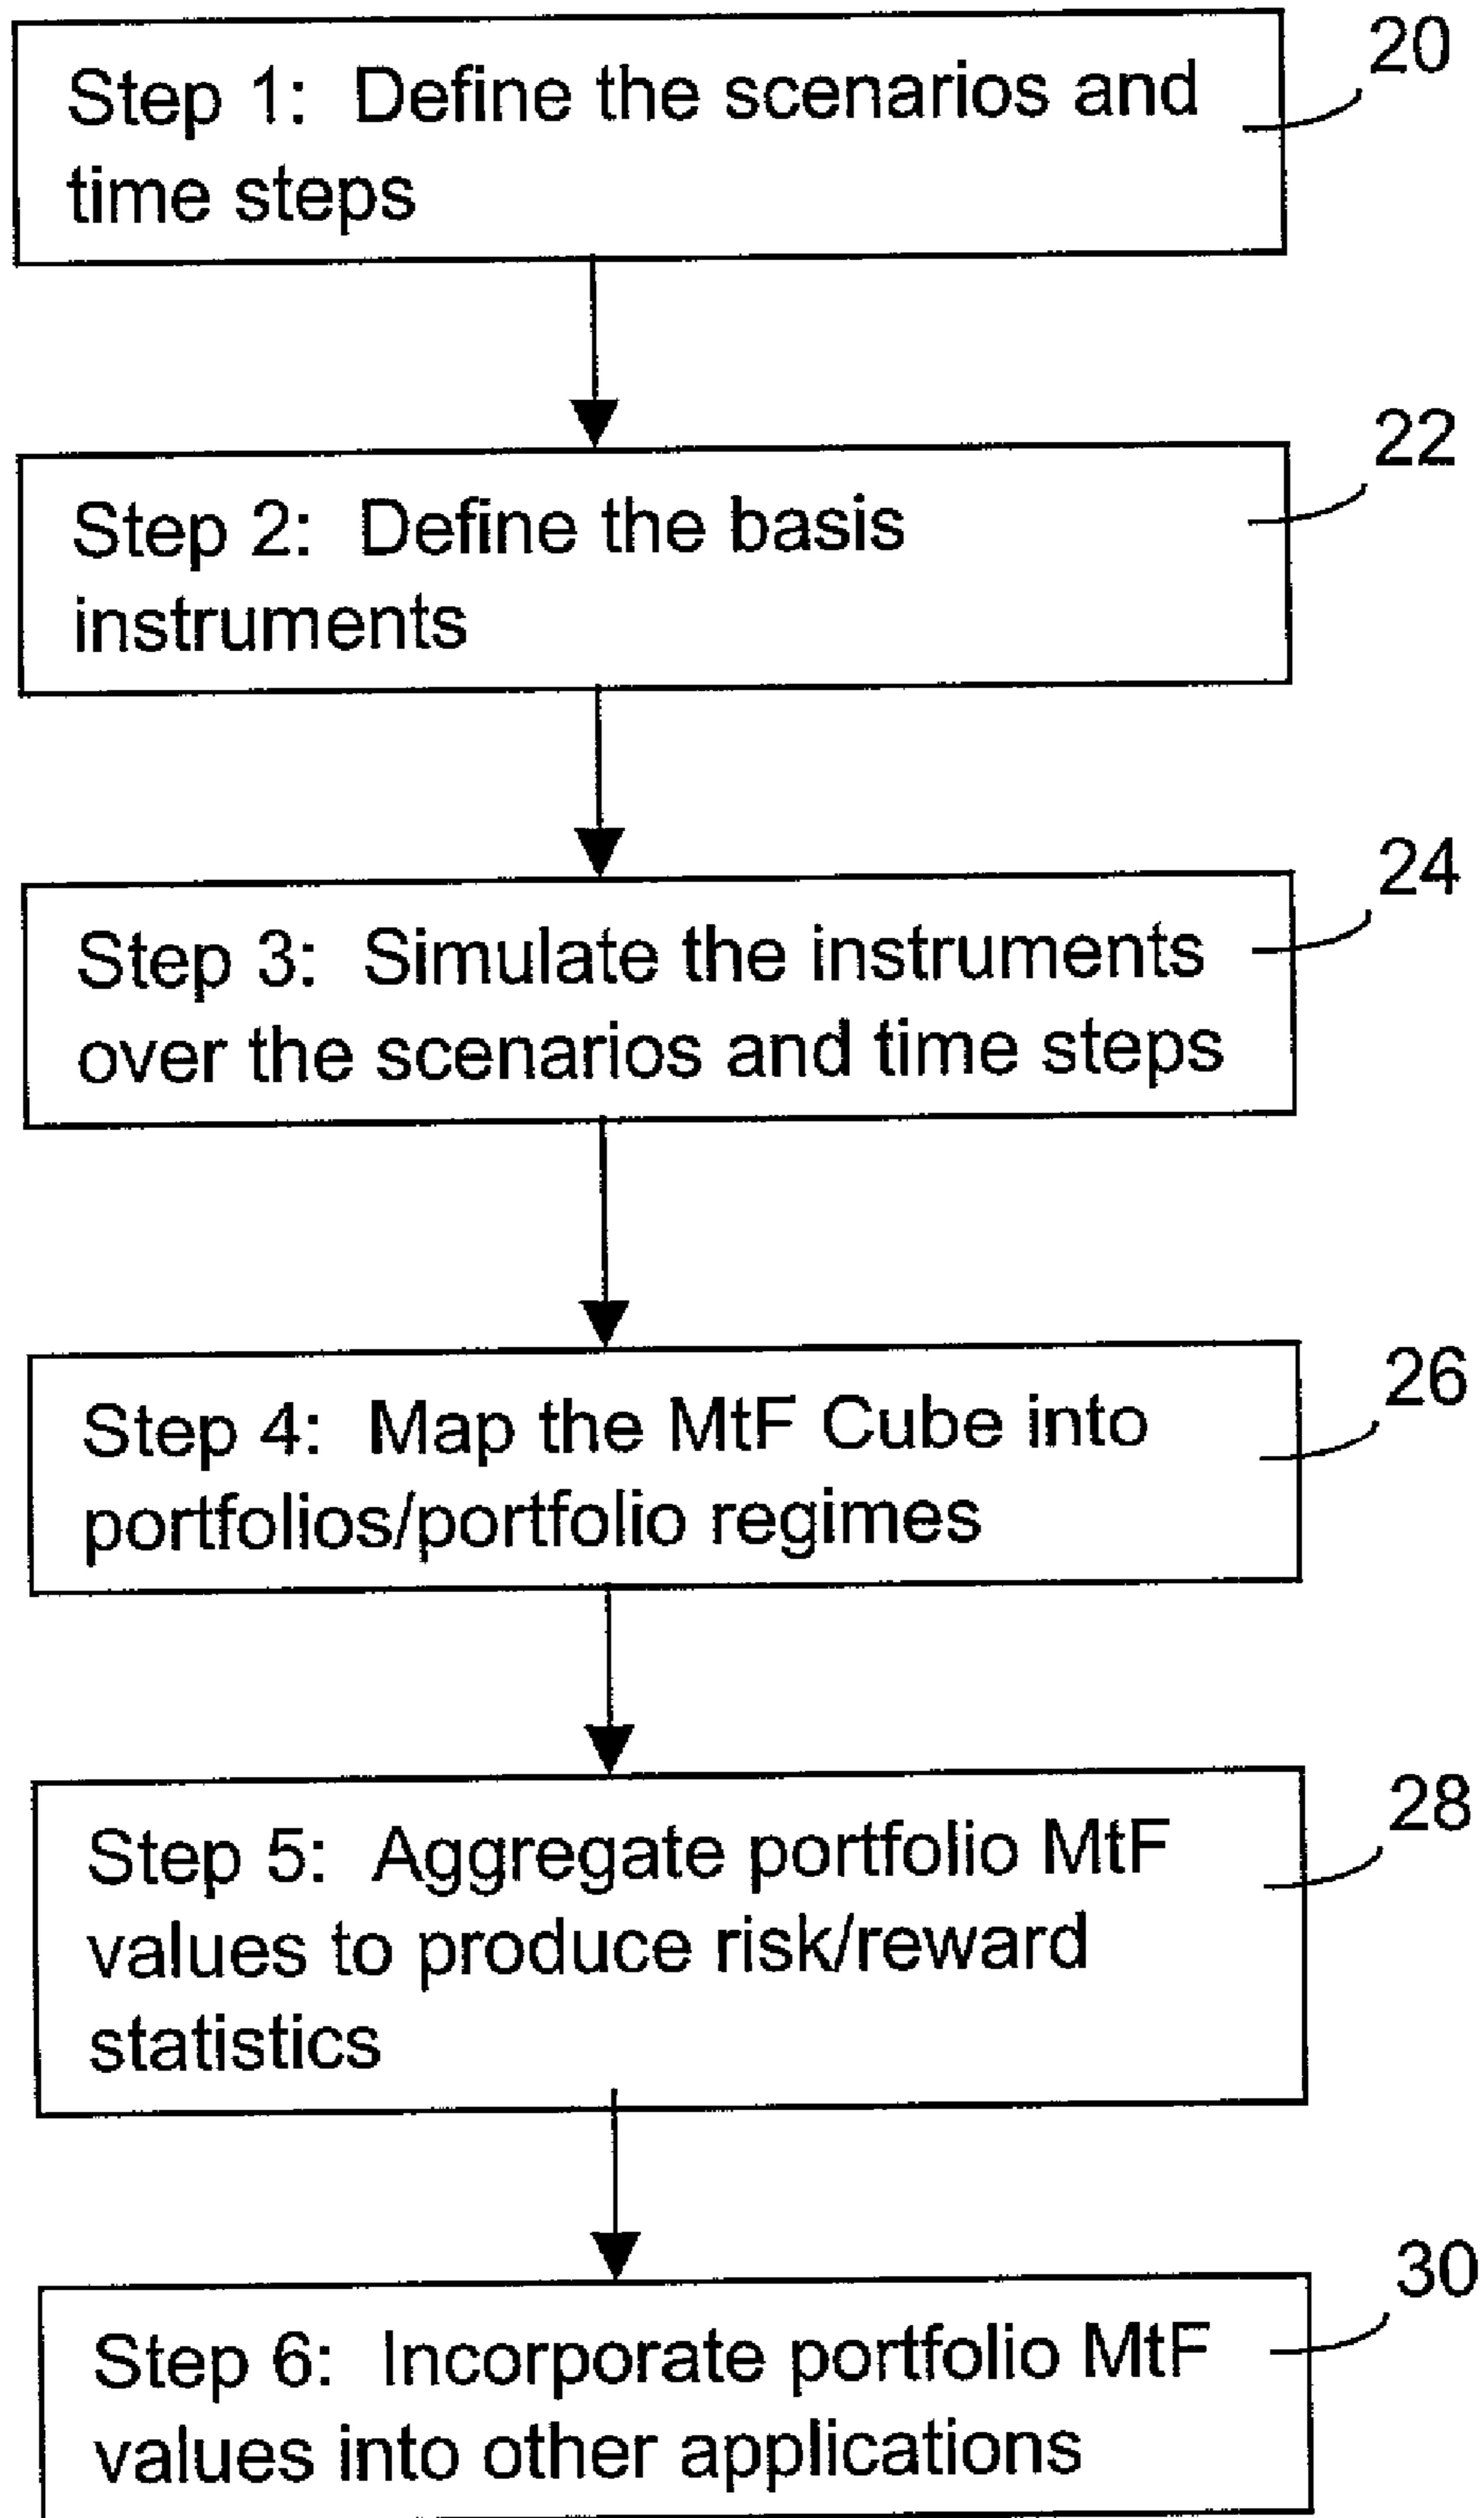 20
Step 1: Define the scenarios and
time steps
22
Step 2: Define the basis
instruments
24
Step 3: Simulate the instruments
over the scenarios and time steps
26
Step 4: Map the MtF Cube into
portfolios/portfolio regimes
28
Step 5: Aggregate portfolio MtF
values to produce risk/reward
statistics
30
Step 6: Incorporate portfolio MtF
values into other applications